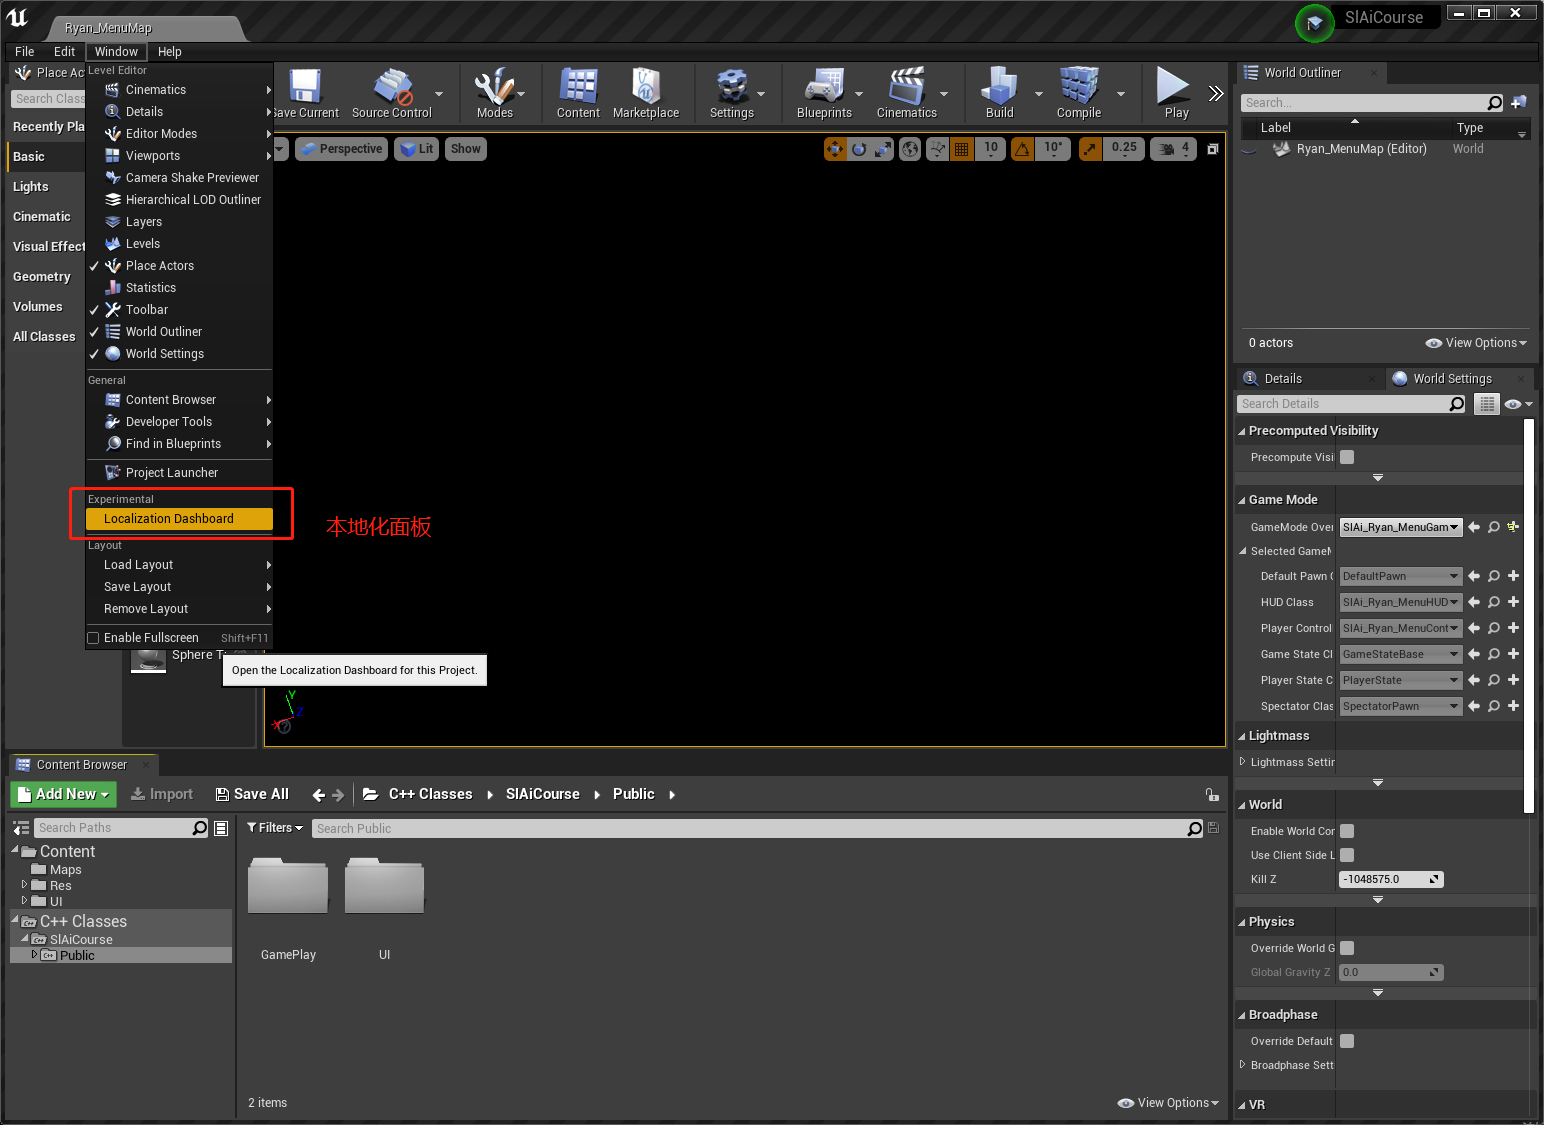 Ryan_MenuMap
SlAiCourse
File Edit Window Help
Place Ac
Search Class
Recently Pla
Basic
Lights
Cinematic
Visual Effect
Geometry
Volumes
All Classes
Level Editor
Cinematics
Details
Editor Modes
Viewports
Camera Shake Previewer
Hierarchical LOD Outliner
Layers
Levels
Place Actors
Statistics
Toolbar
World Outliner
World Settings
General
Content Browser
Developer Tools
Find in Blueprints
Project Launcher
Experimental
Localization Dashboard
本地化面板
Layout
Load Layout
Save Layout
Remove Layout
Enable Fullscreen Shift+F11
Sphere T
Open the Localization Dashboard for this Project.
Save Current
Source Control
Modes
Content
Marketplace
Settings
Blueprints
Cinematics
Build
Compile
Play
Perspective
Lit
Show
10
10°
0.25
4
X
Y
Z
World Outliner
Search...
Label
Type
Ryan_MenuMap (Editor)
World
0 actors
View Options
Details
World Settings
Search Details
Precomputed Visibility
Precompute Visi
Game Mode
GameMode Over
SlAi_Ryan_MenuGam
Selected GameM
Default Pawn C
DefaultPawn
HUD Class
SlAi_Ryan_MenuHUD
Player Control
SlAi_Ryan_MenuCont
Game State Cl
GameStateBase
Player State C
PlayerState
Spectator Clas
SpectatorPawn
Lightmass
Lightmass Settin
World
Enable World Cor
Use Client Side L
Kill Z
-1048575.0
Physics
Override World G
Global Gravity Z
0.0
Broadphase
Override Default
Broadphase Sett
VR
Content Browser
Add New
Import
Save All
C++ Classes
SlAiCourse
Public
Search Paths
Filters
Search Public
Content
Maps
Res
UI
C++ Classes
SlAiCourse
Public
GamePlay
UI
2 items
View Options